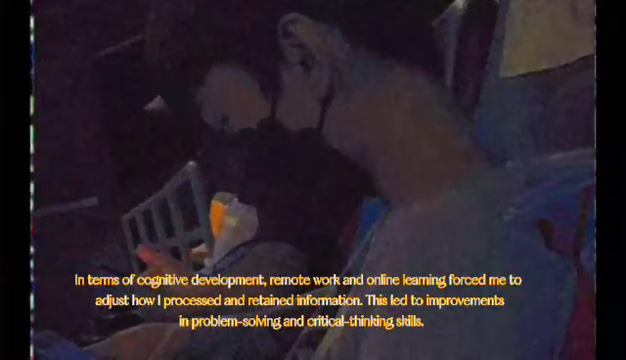 In terms of cognitive development, remote work and online learning forced me to
adjust how I processed and retained information. This led to improvements
in problem-solving and critical-thinking skills.